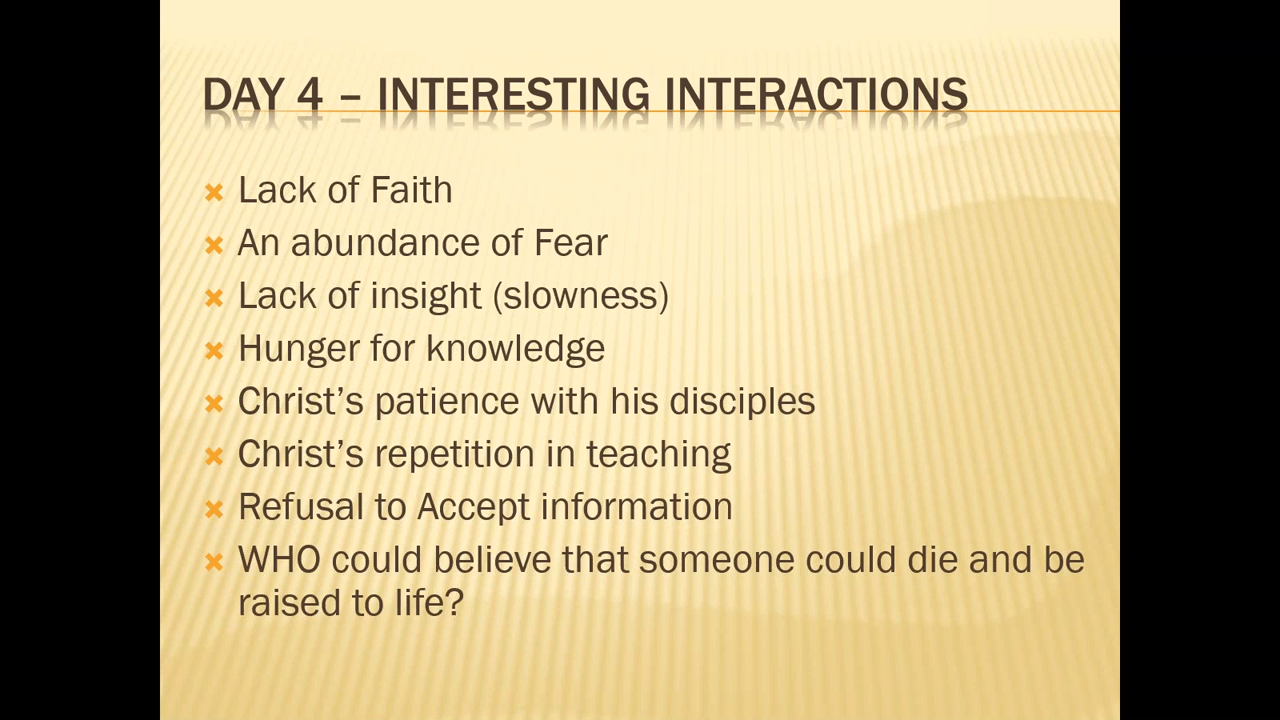 DAY 4 – INTERESTING INTERACTIONS
Lack of Faith
An abundance of Fear
Lack of insight (slowness)
Hunger for knowledge
Christ’s patience with his disciples
Christ’s repetition in teaching
Refusal to Accept information
WHO could believe that someone could die and be
raised to life?